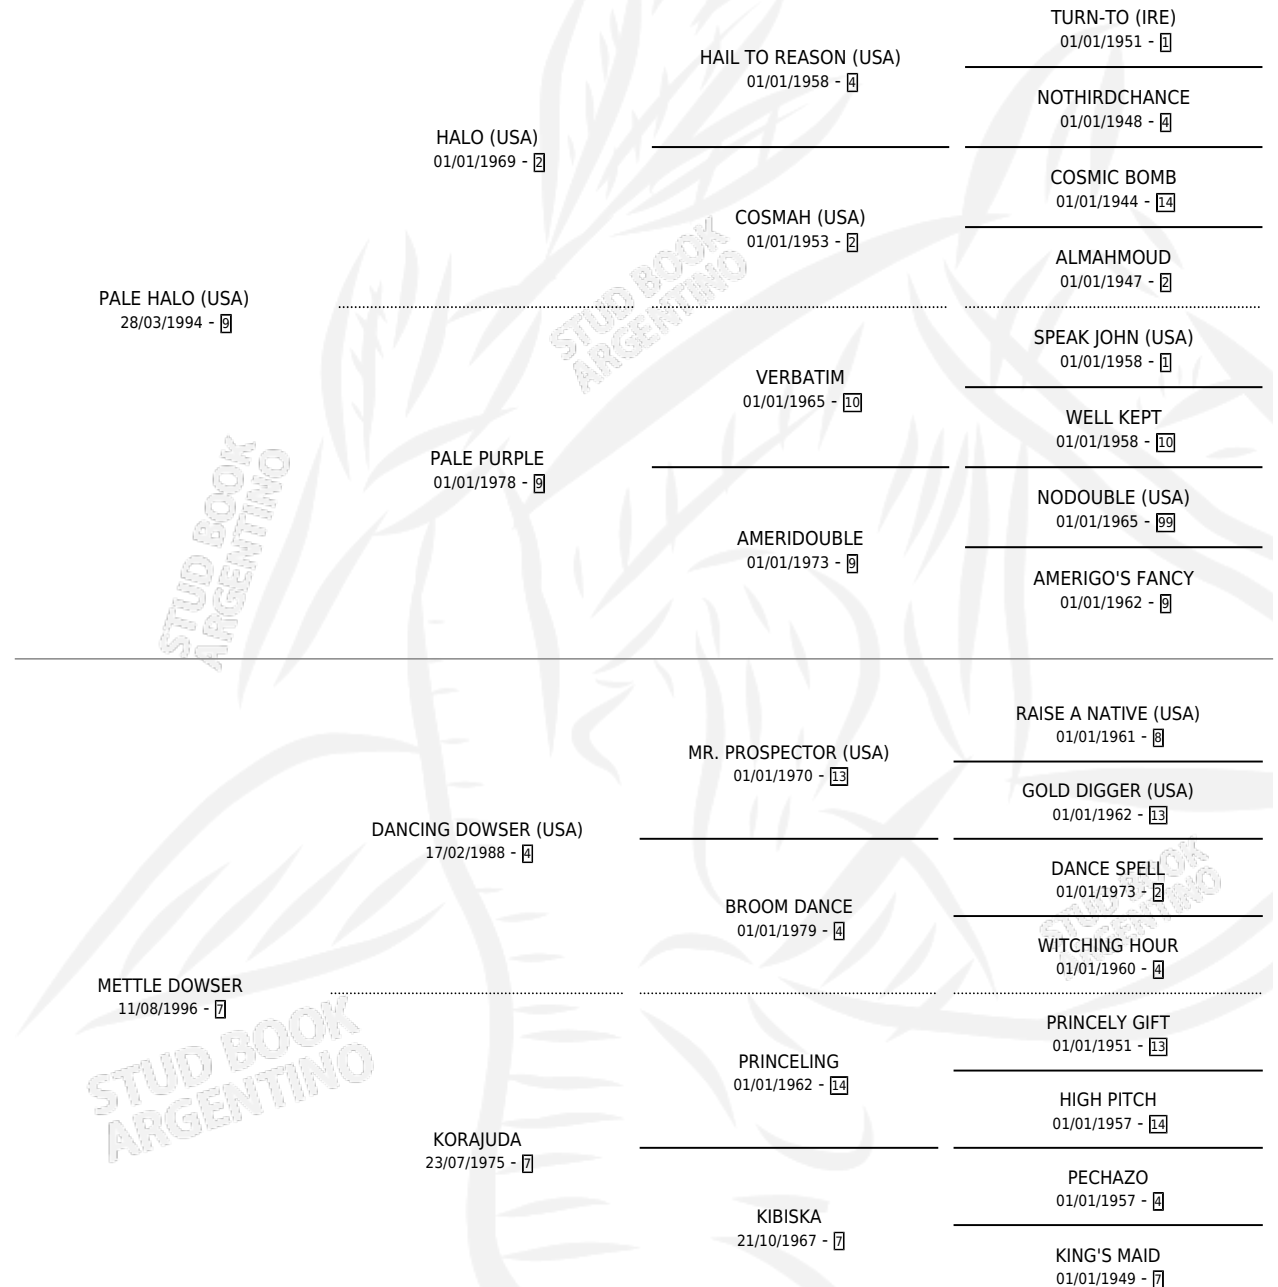 TURN-TO (IRE)
01/01/1951 - 1
HAIL TO REASON (USA)
01/01/1958 - 4
NOTHIRDCHANCE
01/01/1948 - 4
HALO (USA)
01/01/1969 - 2
COSMIC BOMB
01/01/1944 - 14
COSMAH (USA)
01/01/1953 - 2
ALMAHMOUD
01/01/1947 - 2
PALE HALO (USA)
28/03/1994 - 9
SPEAK JOHN (USA)
01/01/1958 - 1
VERBATIM
01/01/1965 - 10
WELL KEPT
01/01/1958 - 10
PALE PURPLE
01/01/1978 - 9
NODOUBLE (USA)
01/01/1965 - 99
AMERIDOUBLE
01/01/1973 - 9
AMERIGO'S FANCY
01/01/1962 - 9
RAISE A NATIVE (USA)
01/01/1961 - 8
MR. PROSPECTOR (USA)
01/01/1970 - 13
GOLD DIGGER (USA)
01/01/1962 - 13
DANCING DOWSER (USA)
17/02/1988 - 4
DANCE SPELL
01/01/1973 - 2
BROOM DANCE
01/01/1979 - 4
WITCHING HOUR
01/01/1960 - 4
METTLE DOWSER
11/08/1996 - 7
PRINCELY GIFT
01/01/1951 - 13
PRINCELING
01/01/1962 - 14
HIGH PITCH
01/01/1957 - 14
KORAJUDA
23/07/1975 - 7
PECHAZO
01/01/1957 - 4
KIBISKA
21/10/1967 - 7
KING'S MAID
01/01/1949 - 7
STUD BOOK
ARGENTINO
STUD BOOK
ARGENTINO
STUD BOOK
ARGENTINO
STUD BOOK
ARGENTINO